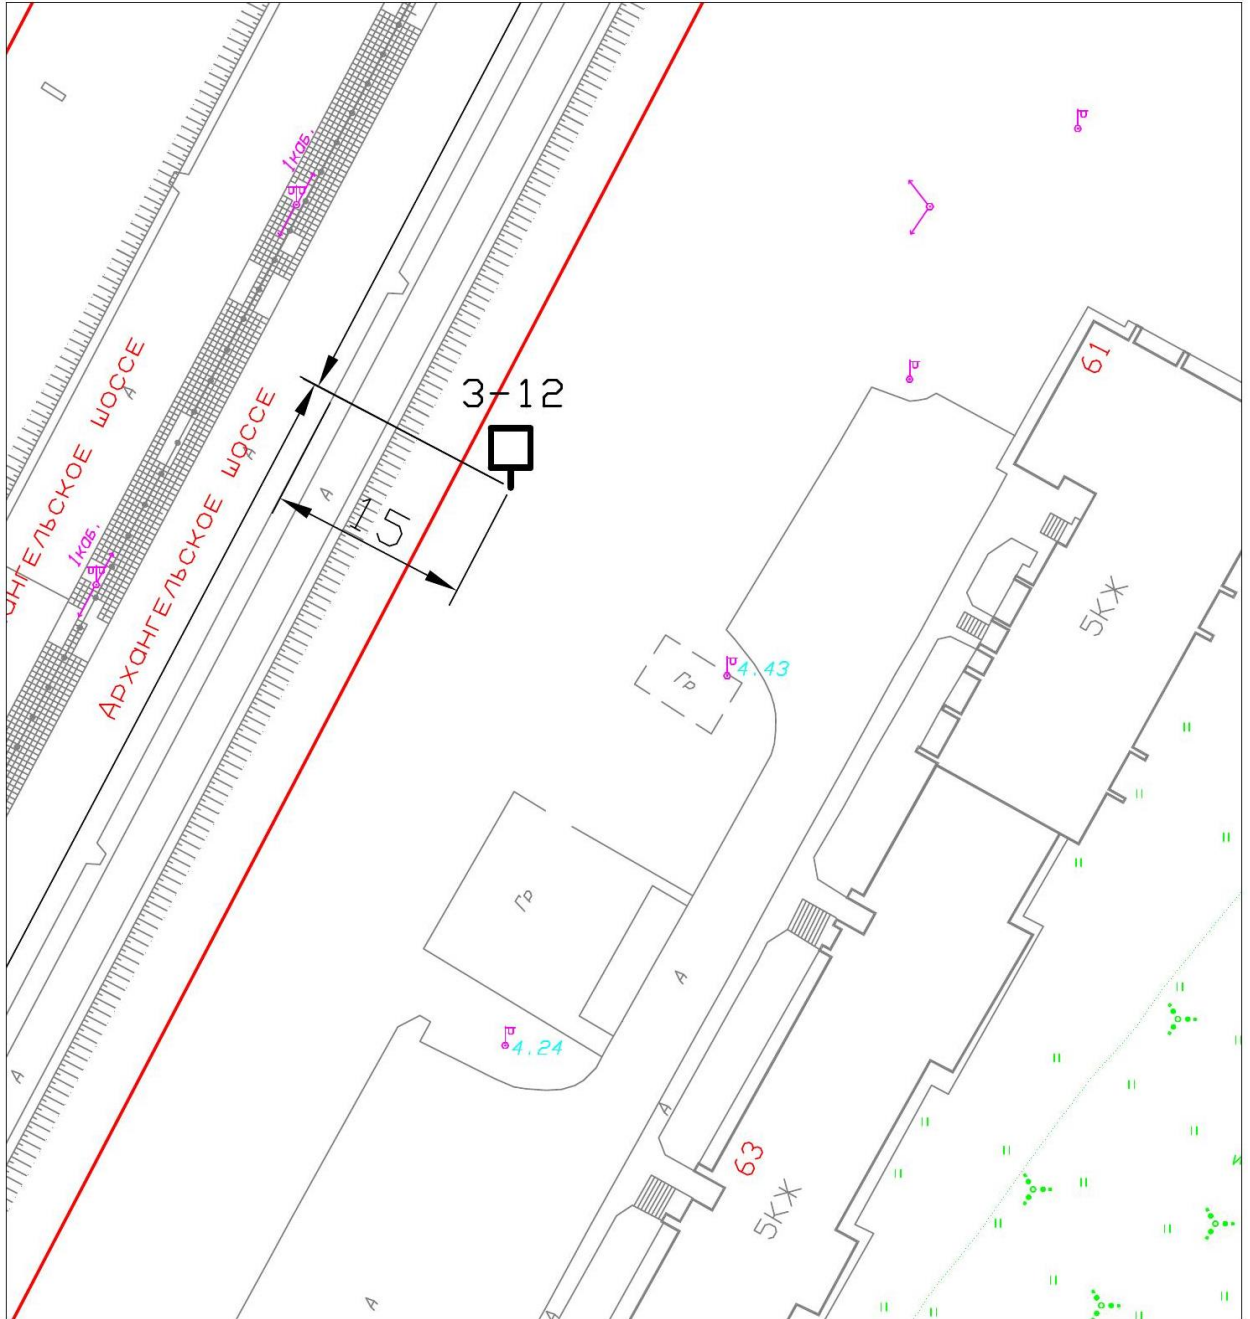 1каб.
61
АРХАНГЕЛЬСКОЕ ШОССЕ
3-12
АНГЕЛЬСКОЕ ШОССЕ
А
А
А
15
1каб.
5КЖ
4.43
Гр
Гр
А
4.24
А
А
63
5КЖ
А
А